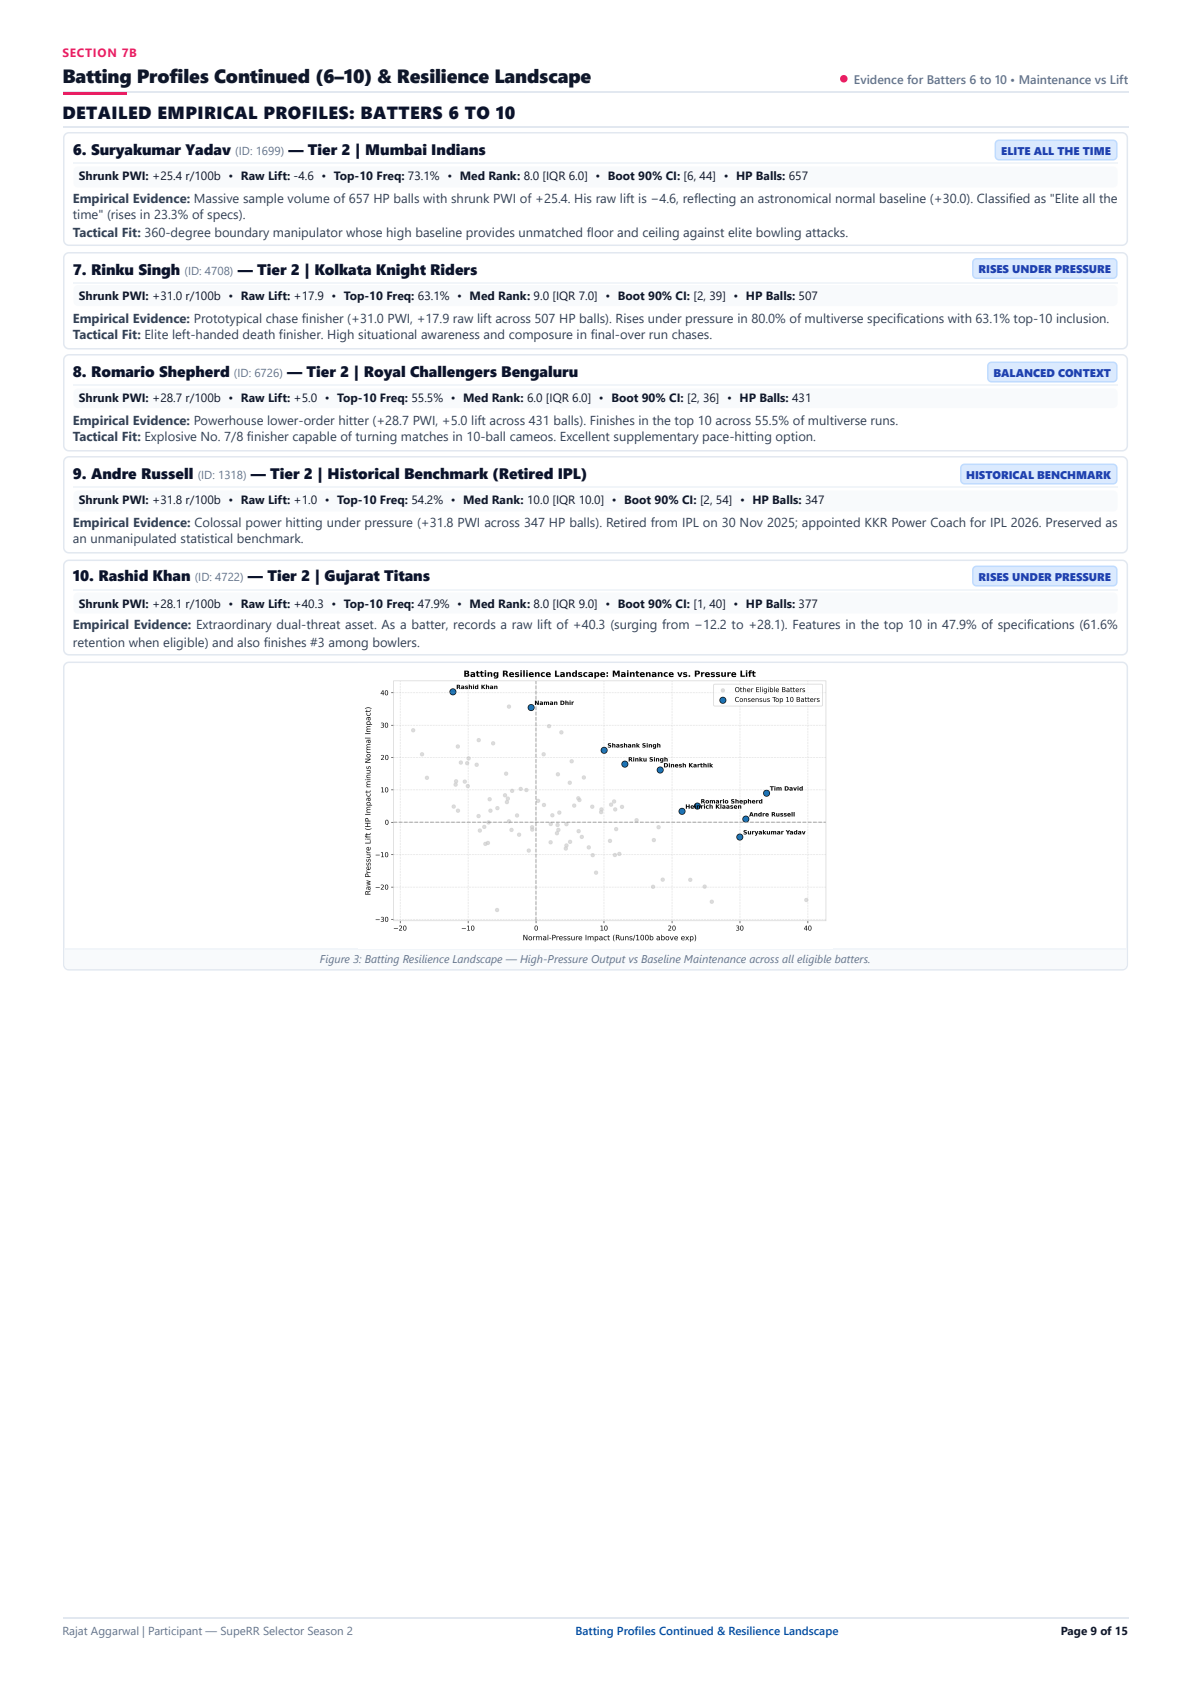 SECTION 7B
Batting Profiles Continued (6–10) & Resilience Landscape
● Evidence for Batters 6 to 10 • Maintenance vs Lift
DETAILED EMPIRICAL PROFILES: BATTERS 6 TO 10
6. Suryakumar Yadav (ID: 1699) — Tier 2 | Mumbai Indians
ELITE ALL THE TIME
Shrunk PWI: +25.4 r/100b • Raw Lift: -4.6 • Top-10 Freq: 73.1% • Med Rank: 8.0 [IQR 6.0] • Boot 90% CI: [6, 44] • HP Balls: 657
Empirical Evidence: Massive sample volume of 657 HP balls with shrunk PWI of +25.4. His raw lift is −4.6, reflecting an astronomical normal baseline (+30.0). Classified as "Elite all the
time" (rises in 23.3% of specs).
Tactical Fit: 360-degree boundary manipulator whose high baseline provides unmatched floor and ceiling against elite bowling attacks.
7. Rinku Singh (ID: 4708) — Tier 2 | Kolkata Knight Riders
RISES UNDER PRESSURE
Shrunk PWI: +31.0 r/100b • Raw Lift: +17.9 • Top-10 Freq: 63.1% • Med Rank: 9.0 [IQR 7.0] • Boot 90% CI: [2, 39] • HP Balls: 507
Empirical Evidence: Prototypical chase finisher (+31.0 PWI, +17.9 raw lift across 507 HP balls). Rises under pressure in 80.0% of multiverse specifications with 63.1% top-10 inclusion.
Tactical Fit: Elite left-handed death finisher. High situational awareness and composure in final-over run chases.
8. Romario Shepherd (ID: 6726) — Tier 2 | Royal Challengers Bengaluru
BALANCED CONTEXT
Shrunk PWI: +28.7 r/100b • Raw Lift: +5.0 • Top-10 Freq: 55.5% • Med Rank: 6.0 [IQR 6.0] • Boot 90% CI: [2, 36] • HP Balls: 431
Empirical Evidence: Powerhouse lower-order hitter (+28.7 PWI, +5.0 lift across 431 balls). Finishes in the top 10 across 55.5% of multiverse runs.
Tactical Fit: Explosive No. 7/8 finisher capable of turning matches in 10-ball cameos. Excellent supplementary pace-hitting option.
9. Andre Russell (ID: 1318) — Tier 2 | Historical Benchmark (Retired IPL)
HISTORICAL BENCHMARK
Shrunk PWI: +31.8 r/100b • Raw Lift: +1.0 • Top-10 Freq: 54.2% • Med Rank: 10.0 [IQR 10.0] • Boot 90% CI: [2, 54] • HP Balls: 347
Empirical Evidence: Colossal power hitting under pressure (+31.8 PWI across 347 HP balls). Retired from IPL on 30 Nov 2025; appointed KKR Power Coach for IPL 2026. Preserved as
an unmanipulated statistical benchmark.
10. Rashid Khan (ID: 4722) — Tier 2 | Gujarat Titans
RISES UNDER PRESSURE
Shrunk PWI: +28.1 r/100b • Raw Lift: +40.3 • Top-10 Freq: 47.9% • Med Rank: 8.0 [IQR 9.0] • Boot 90% CI: [1, 40] • HP Balls: 377
Empirical Evidence: Extraordinary dual-threat asset. As a batter, records a raw lift of +40.3 (surging from −12.2 to +28.1). Features in the top 10 in 47.9% of specifications (61.6%
retention when eligible) and also finishes #3 among bowlers.
Batting Resilience Landscape: Maintenance vs. Pressure Lift
Other Eligible Batters
Consensus Top 10 Batters
Rashid Khan
Naman Dhir
Shashank Singh
Rinku Singh
Dinesh Karthik
Tim David
Romario Shepherd
Heinrich Klaasen
Andre Russell
Suryakumar Yadav
Raw Pressure Lift (HP Impact minus Normal Impact)
40
30
20
10
0
−10
−20
−30
−20 −10 0 10 20 30 40
Normal-Pressure Impact (Runs/100b above exp)
Figure 3: Batting Resilience Landscape — High-Pressure Output vs Baseline Maintenance across all eligible batters.
Rajat Aggarwal | Participant — SupeRR Selector Season 2
Batting Profiles Continued & Resilience Landscape
Page 9 of 15